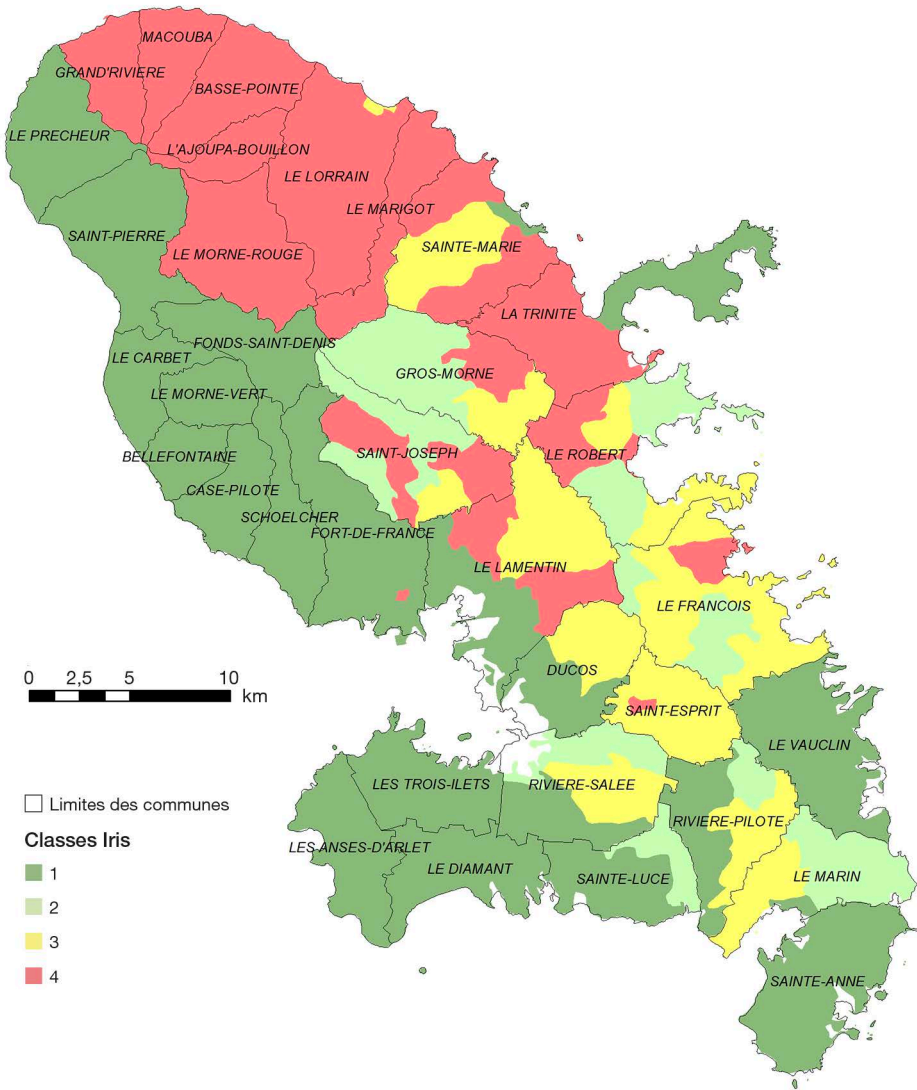 MACOUBA
GRAND'RIVIERE
BASSE-POINTE
LE PRECHEUR
L'AJOUPA-BOUILLON
LE LORRAIN
LE MARIGOT
SAINT-PIERRE
SAINTE-MARIE
LE MORNE-ROUGE
LA TRINITE
FONDS-SAINT-DENIS
LE CARBET
GROS-MORNE
LE MORNE-VERT
BELLEFONTAINE
SAINT-JOSEPH
LE ROBERT
CASE-PILOTE
SCHOELCHER
FORT-DE-FRANCE
LE LAMENTIN
LE FRANCOIS
DUCOS
0 2,5 5 10
km
SAINT-ESPRIT
LE VAUCLIN
LES TROIS-ILETS
RIVIERE-SALEE
Limites des communes
RIVIERE-PILOTE
Classes Iris
LES ANSES-D'ARLET
LE DIAMANT
1
SAINTE-LUCE
LE MARIN
2
3
4
SAINTE-ANNE